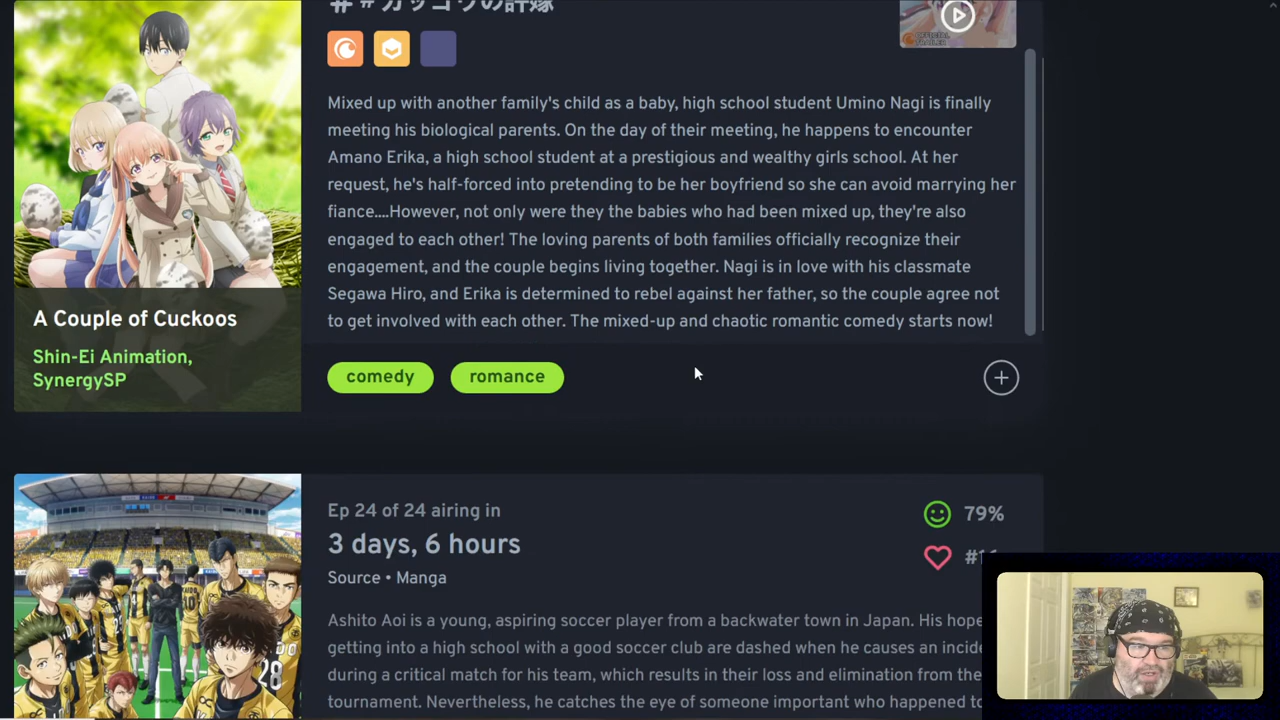 # #カッコウの許嫁
OFFICIAL
TRAILER
Mixed up with another family's child as a baby, high school student Umino Nagi is finally
meeting his biological parents. On the day of their meeting, he happens to encounter
Amano Erika, a high school student at a prestigious and wealthy girls school. At her
request, he's half-forced into pretending to be her boyfriend so she can avoid marrying her
fiance....However, not only were they the babies who had been mixed up, they're also
engaged to each other! The loving parents of both families officially recognize their
engagement, and the couple begins living together. Nagi is in love with his classmate
Segawa Hiro, and Erika is determined to rebel against her father, so the couple agree not
to get involved with each other. The mixed-up and chaotic romantic comedy starts now!
A Couple of Cuckoos
Shin-Ei Animation,
SynergySP
comedy romance
Ep 24 of 24 airing in
3 days, 6 hours
Source • Manga
79%
Ashito Aoi is a young, aspiring soccer player from a backwater town in Japan. His hope
getting into a high school with a good soccer club are dashed when he causes an incid
during a critical match for his team, which results in their loss and elimination from the
tournament. Nevertheless, he catches the eye of someone important who happened to
28